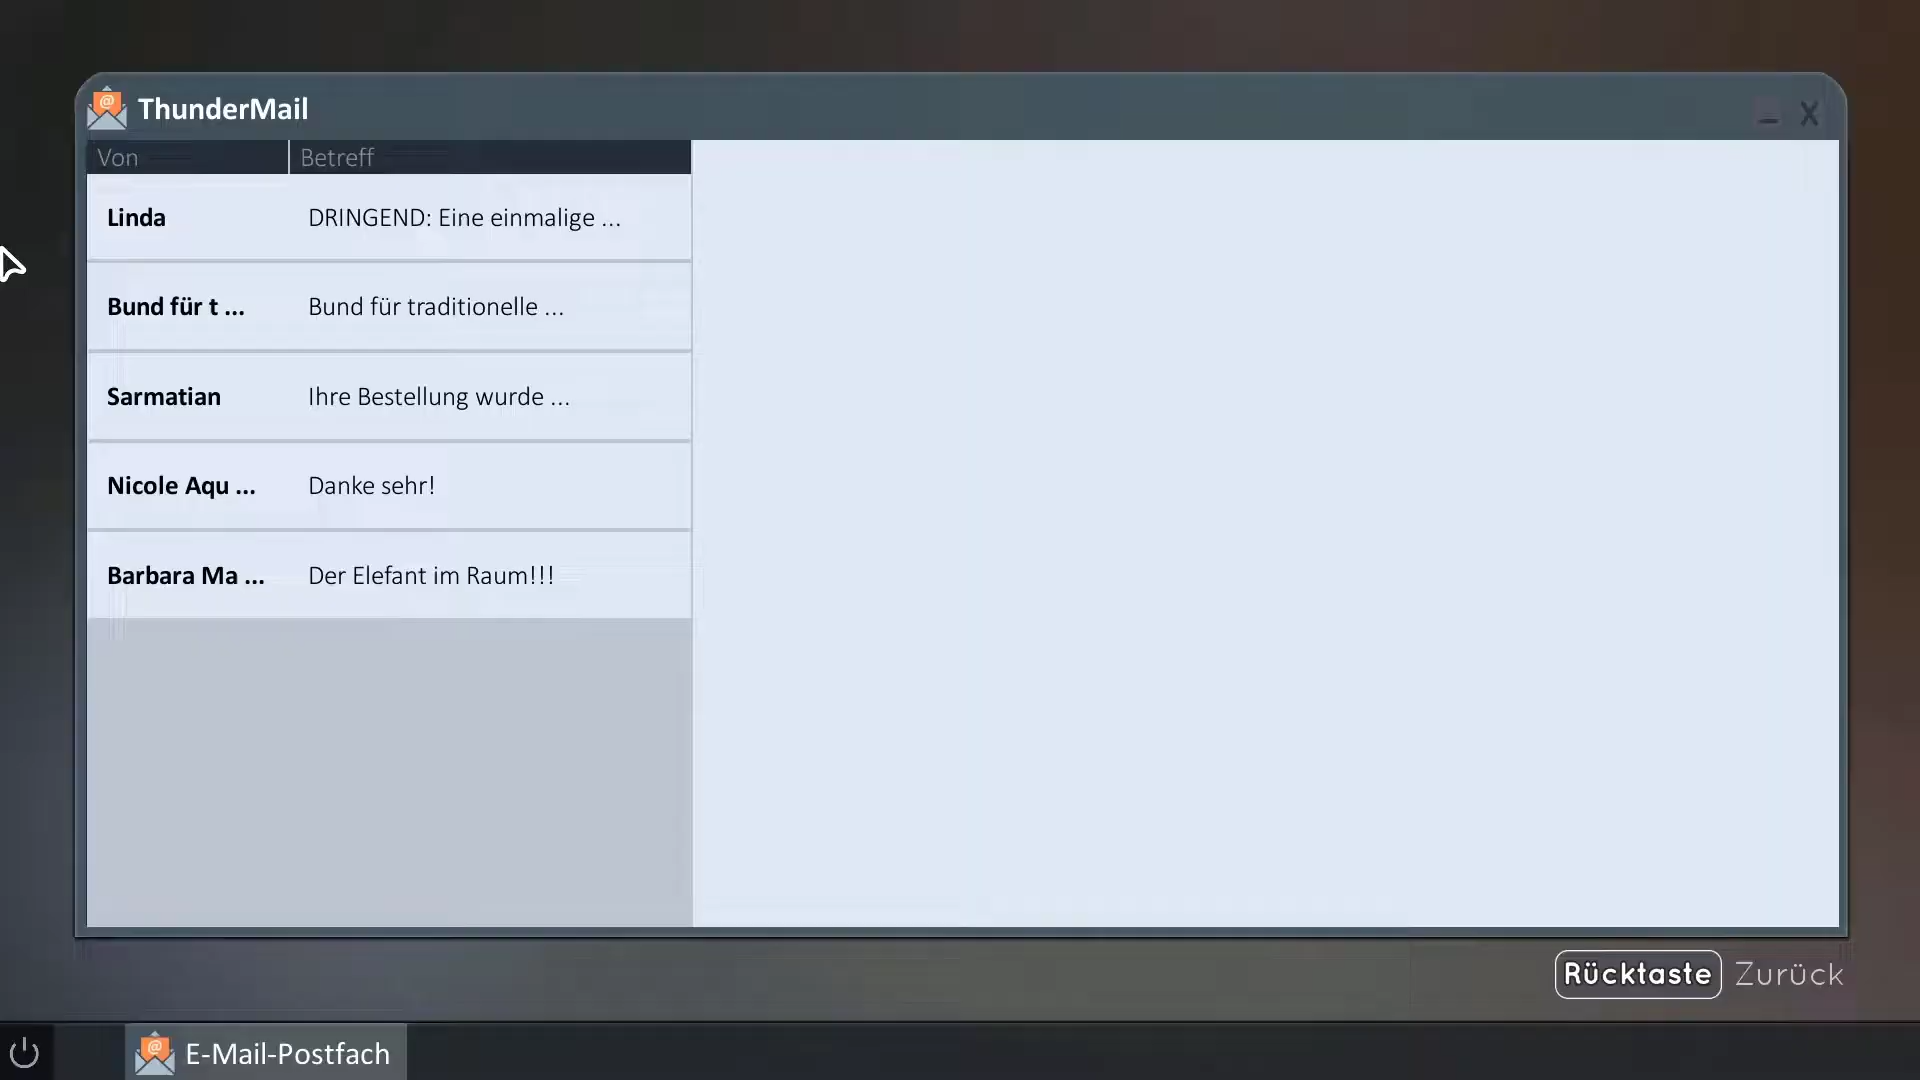 ThunderMail
Von Betreff
Linda DRINGEND: Eine einmalige ...
Bund für t ... Bund für traditionelle ...
Sarmatian Ihre Bestellung wurde ...
Nicole Aqu ... Danke sehr!
Barbara Ma ... Der Elefant im Raum!!!
Rücktaste Zurück
E-Mail-Postfach